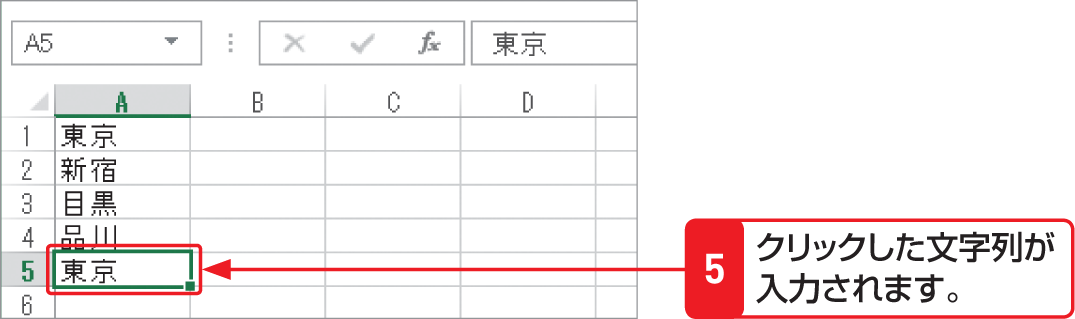 A5 fx 東京
A B C D
1 東京
2 新宿
3 目黒
4 品川
5 東京
6
5 クリックした文字列が
入力されます。